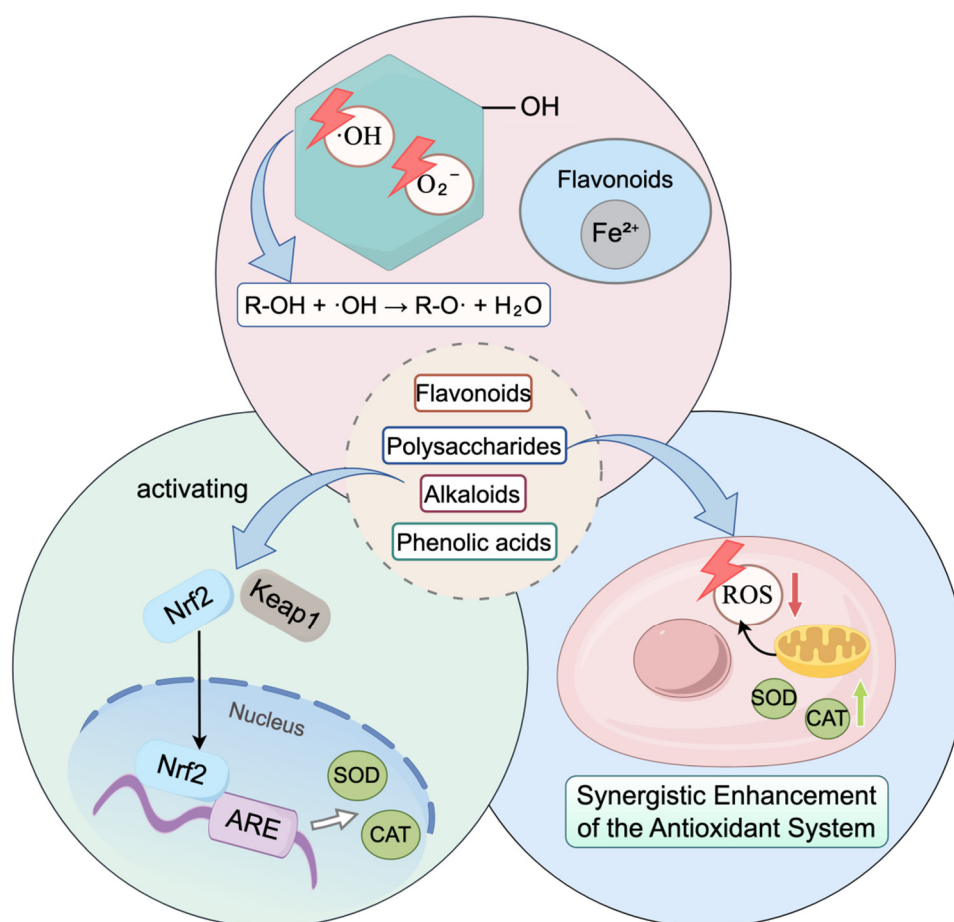 OH
·OH
O₂⁻
Flavonoids
Fe²⁺
R-OH + ·OH → R-O· + H₂O
Flavonoids
Polysaccharides
Alkaloids
Phenolic acids
activating
Nrf2
Keap1
Nucleus
Nrf2
ARE
SOD
CAT
ROS
SOD
CAT
Synergistic Enhancement
of the Antioxidant System